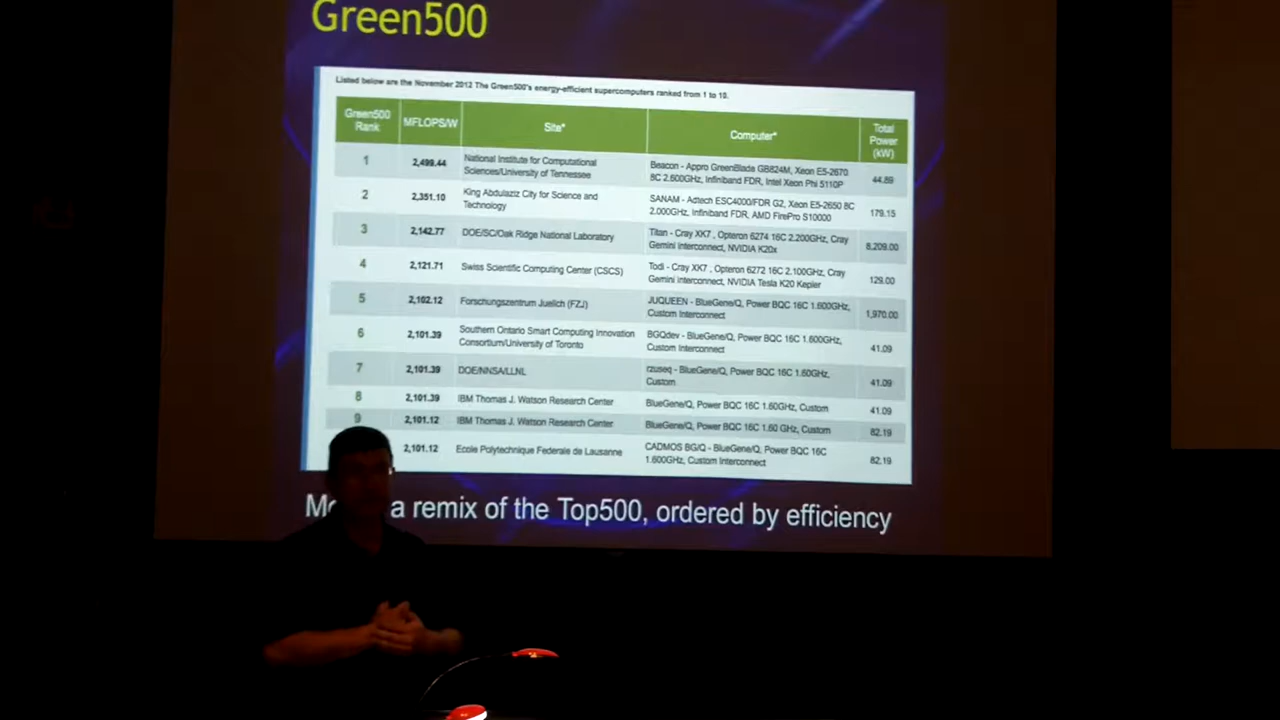 Green500
Listed below are the November 2012 The Green500's energy-efficient supercomputers ranked from 1 to 10.
Green500 Rank MFLOPS/W Site* Computer* Total Power (kW)
1 2,499.44 National Institute for Computational Sciences/University of Tennessee Beacon - Appro GreenBlade GB824M, Xeon E5-2670 8C 2.600GHz, Infiniband FDR, Intel Xeon Phi 5110P 44.89
2 2,351.10 King Abdulaziz City for Science and Technology SANAM - Adtech ESC4000/FDR G2, Xeon E5-2650 8C 2.000GHz, Infiniband FDR, AMD FirePro S10000 179.15
3 2,142.77 DOE/SC/Oak Ridge National Laboratory Titan - Cray XK7 , Opteron 6274 16C 2.200GHz, Cray Gemini interconnect, NVIDIA K20x 8,209.00
4 2,121.71 Swiss Scientific Computing Center (CSCS) Todi - Cray XK7 , Opteron 6272 16C 2.100GHz, Cray Gemini interconnect, NVIDIA Tesla K20 Kepler 129.00
5 2,102.12 Forschungszentrum Juelich (FZJ) JUQUEEN - BlueGene/Q, Power BQC 16C 1.600GHz, Custom Interconnect 1,970.00
6 2,101.39 Southern Ontario Smart Computing Innovation Consortium/University of Toronto BGQdev - BlueGene/Q, Power BQC 16C 1.600GHz, Custom Interconnect 41.09
7 2,101.39 DOE/NNSA/LLNL rzuseq - BlueGene/Q, Power BQC 16C 1.60GHz, Custom 41.09
8 2,101.39 IBM Thomas J. Watson Research Center BlueGene/Q, Power BQC 16C 1.60GHz, Custom 41.09
9 2,101.12 IBM Thomas J. Watson Research Center BlueGene/Q, Power BQC 16C 1.60 GHz, Custom 82.19
2,101.12 Ecole Polytechnique Federale de Lausanne CADMOS BG/Q - BlueGene/Q, Power BQC 16C 1.600GHz, Custom Interconnect 82.19
a remix of the Top500, ordered by efficiency